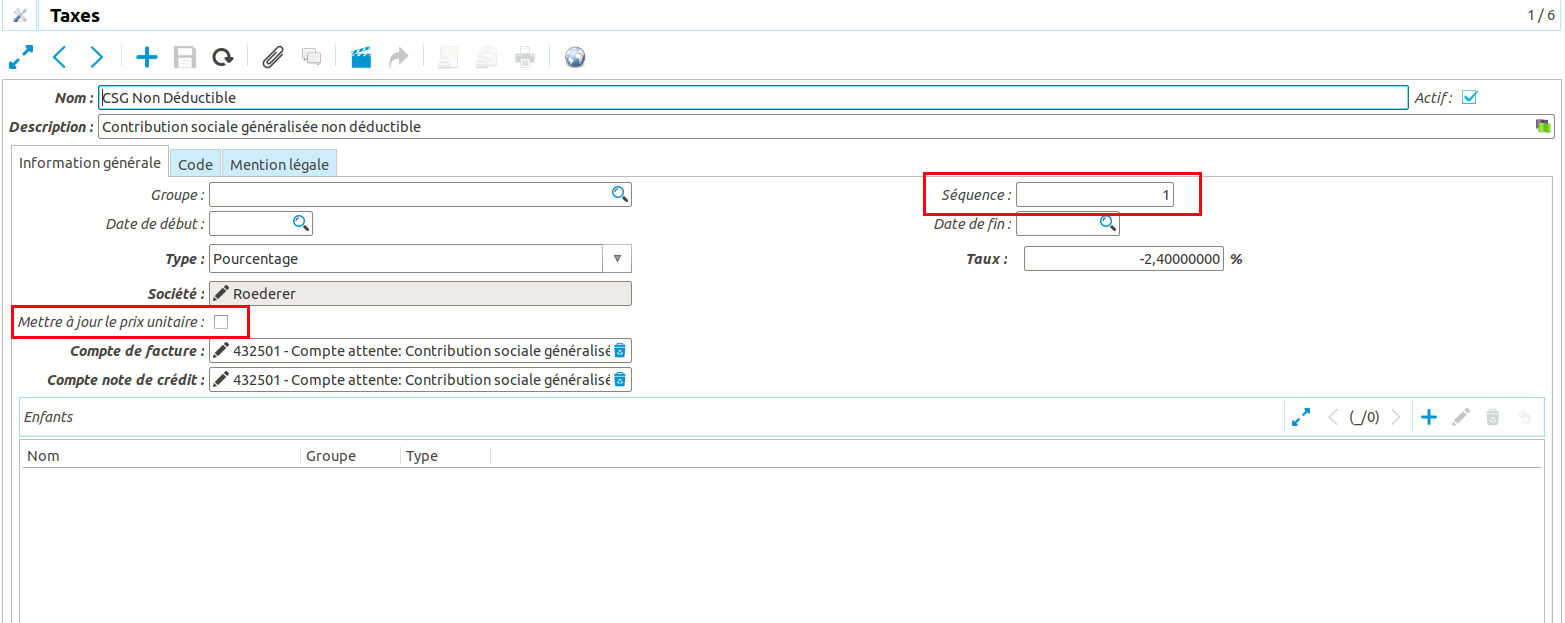 Taxes 1 / 6
Nom : CSG Non Déductible Actif :
Description : Contribution sociale généralisée non déductible
Information générale Code Mention légale
Groupe : Séquence : 1
Date de début : Date de fin :
Type : Pourcentage Taux : -2,40000000 %
Société : Roederer
Mettre à jour le prix unitaire :
Compte de facture : 432501 - Compte attente: Contribution sociale généralisé
Compte note de crédit : 432501 - Compte attente: Contribution sociale généralisé
Enfants (_/0)
Nom Groupe Type